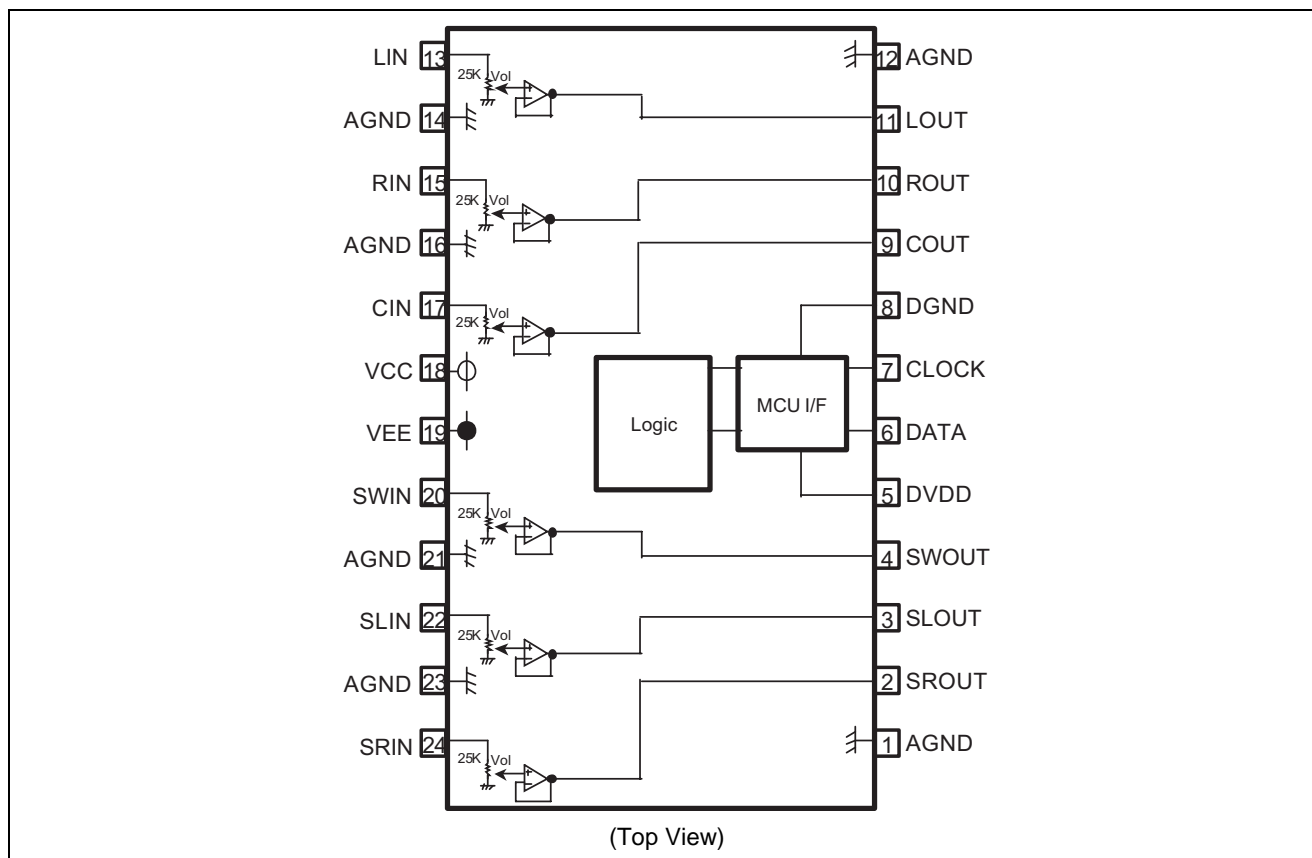 LIN 13
12 AGND
25K Vol
AGND 14
11 LOUT
RIN 15
10 ROUT
25K Vol
AGND 16
9 COUT
CIN 17
8 DGND
25K Vol
VCC 18
7 CLOCK
Logic
MCU I/F
VEE 19
6 DATA
SWIN 20
5 DVDD
25K Vol
AGND 21
4 SWOUT
SLIN 22
3 SLOUT
25K Vol
AGND 23
2 SROUT
SRIN 24
1 AGND
25K Vol
(Top View)